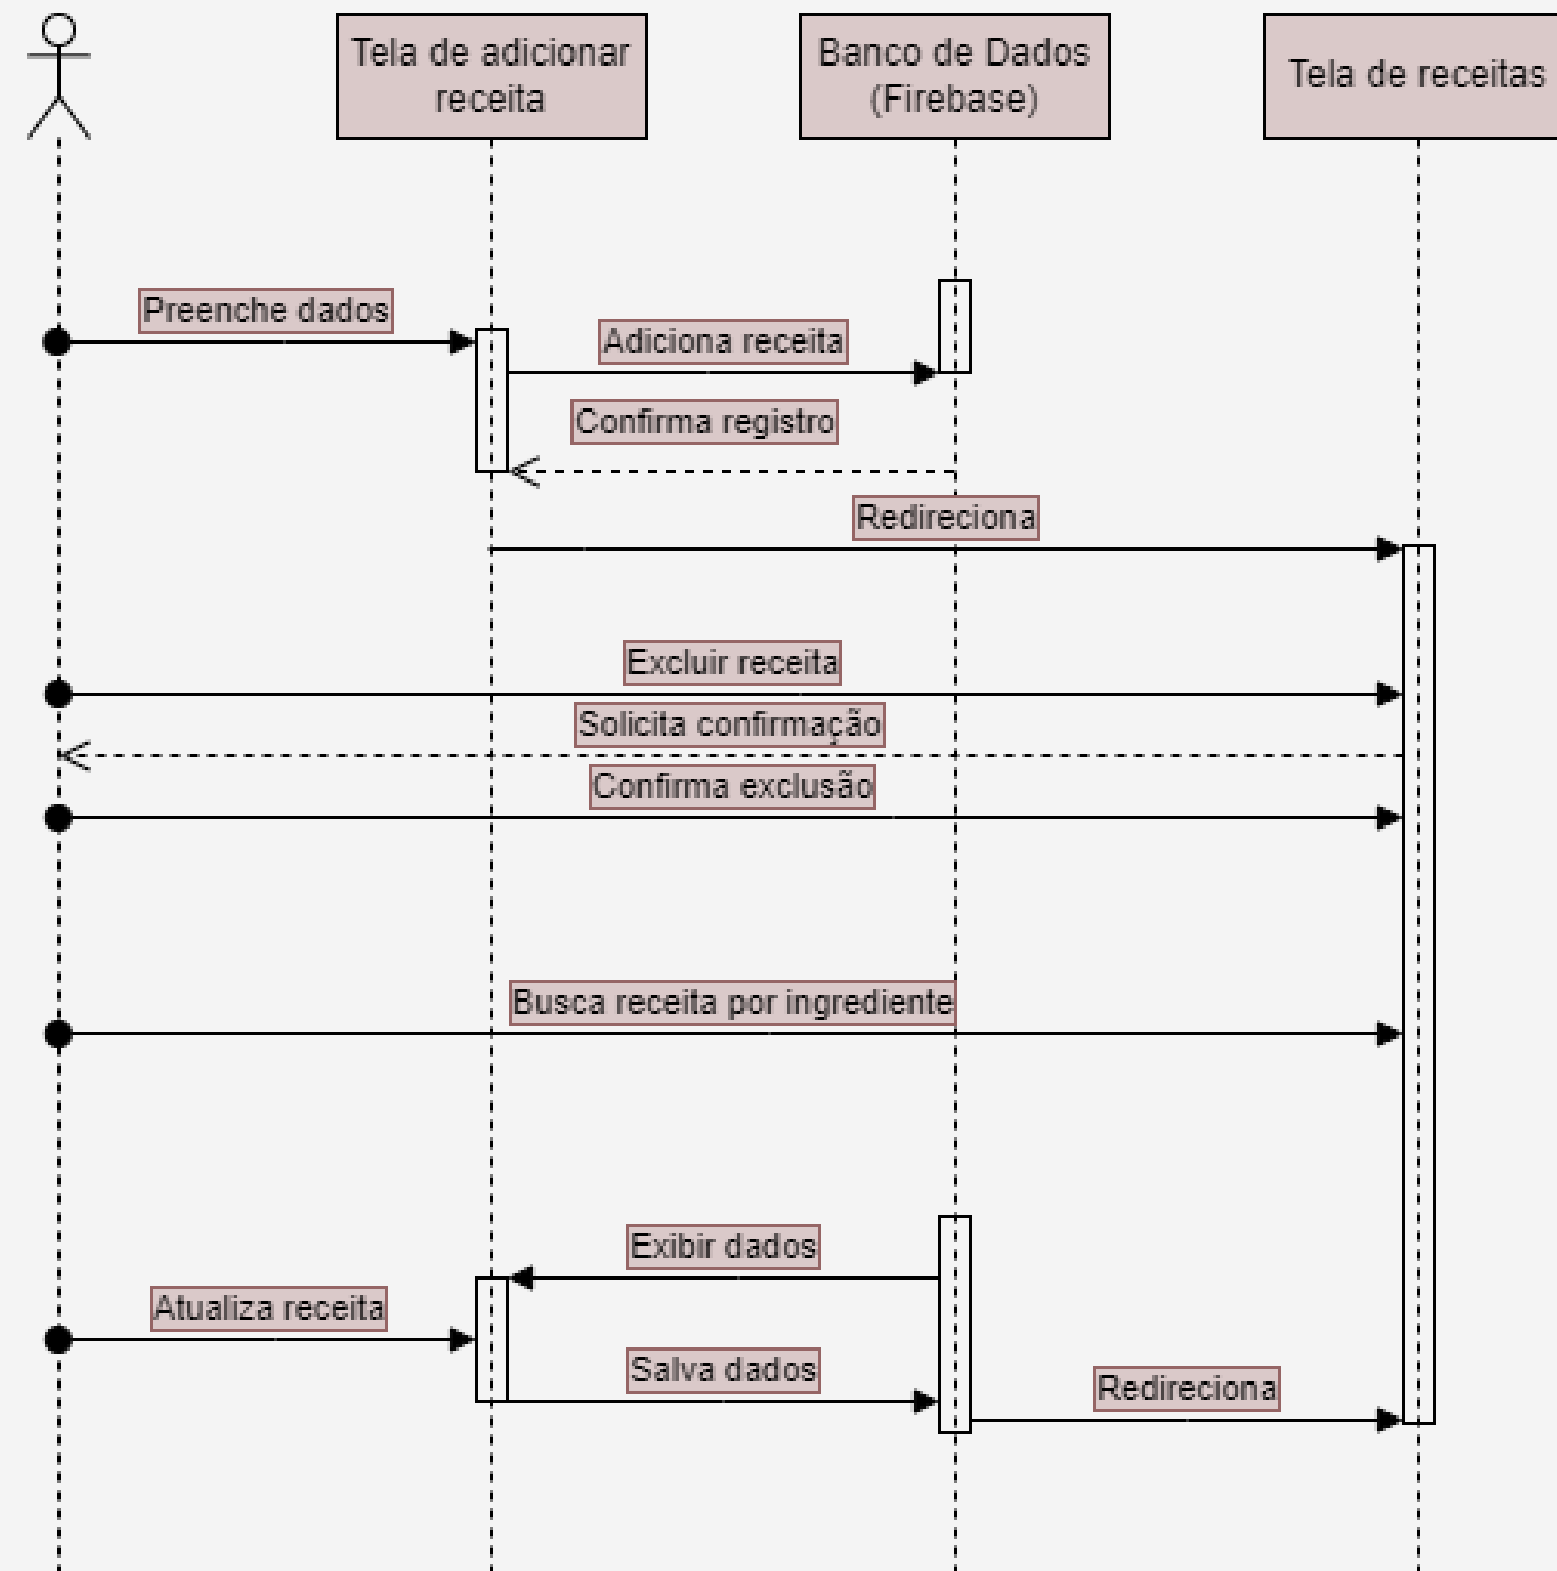 Tela de adicionar
receita
Banco de Dados
(Firebase)
Tela de receitas
Preenche dados
Adiciona receita
Confirma registro
Redireciona
Excluir receita
Solicita confirmação
Confirma exclusão
Busca receita por ingrediente
Exibir dados
Atualiza receita
Salva dados
Redireciona